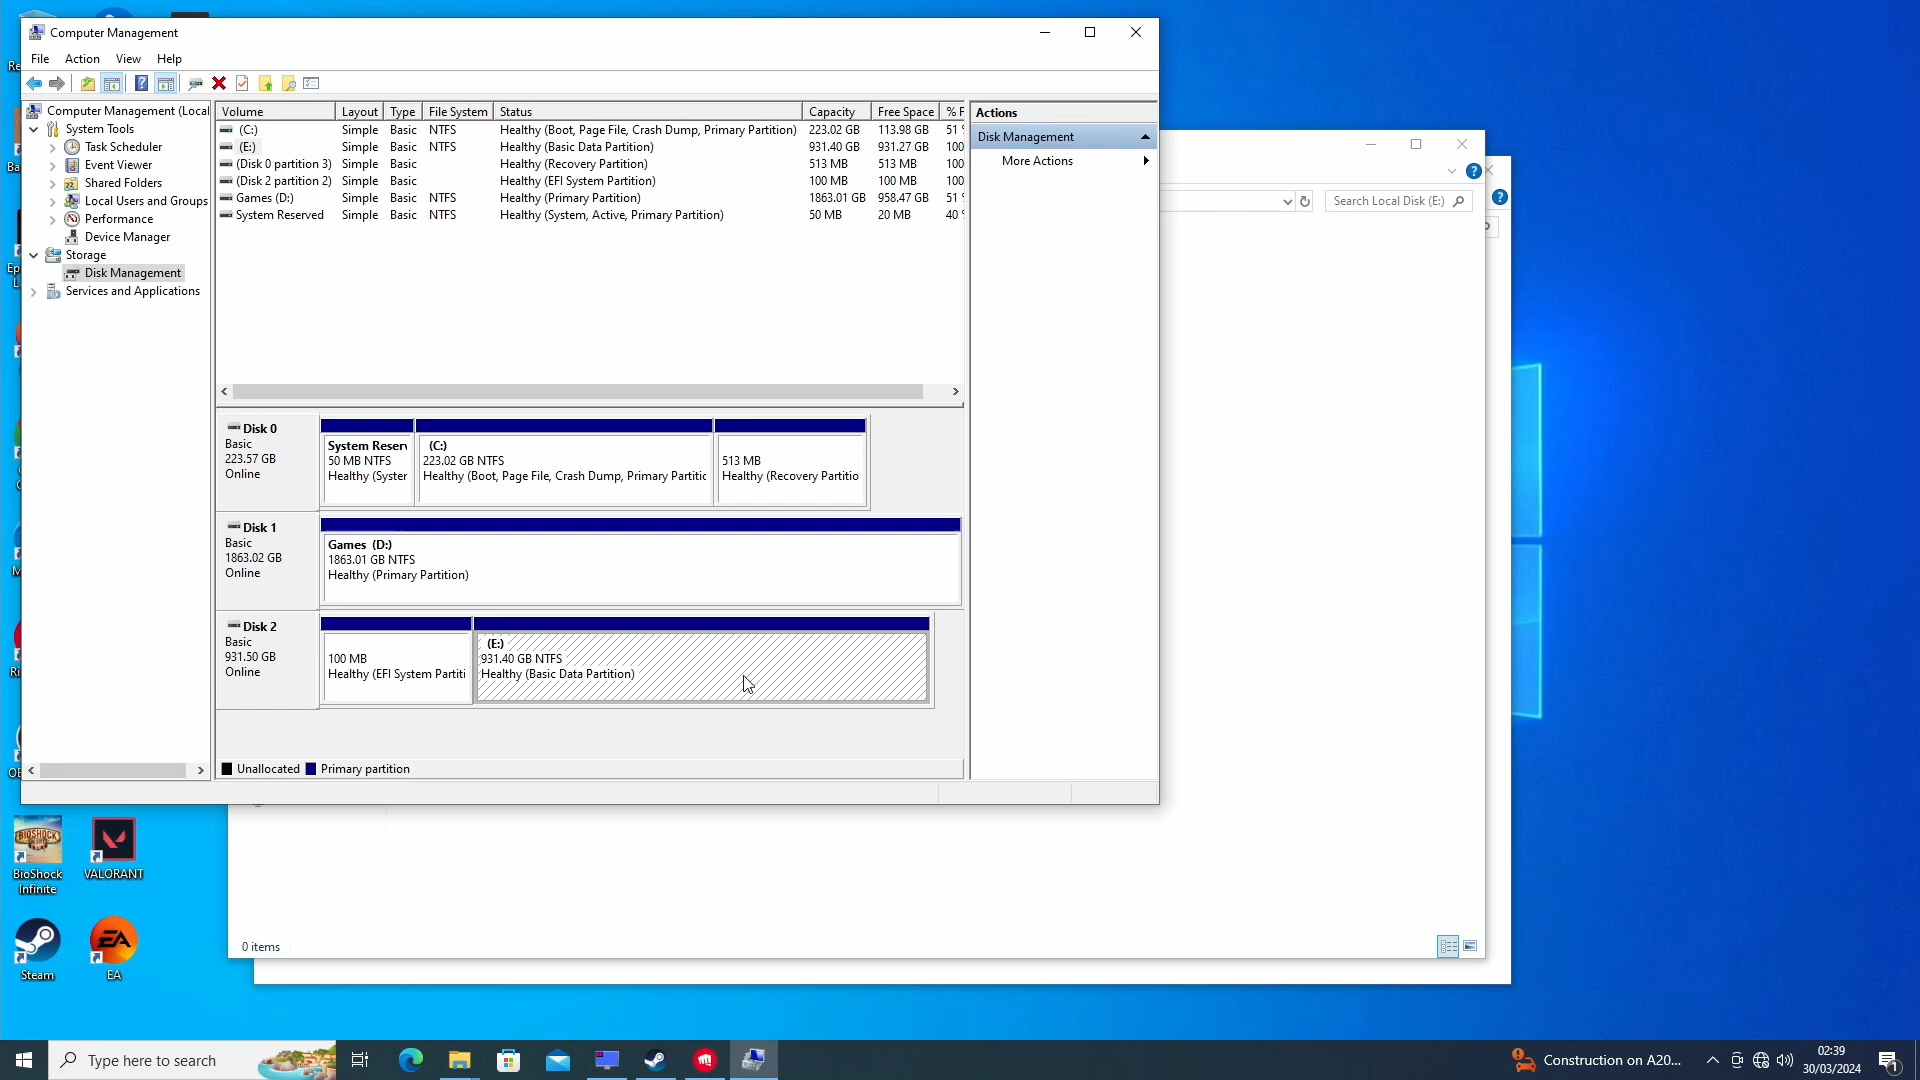 Computer Management
File Action View Help
Computer Management (Local
System Tools
Task Scheduler
Event Viewer
Shared Folders
Local Users and Groups
Performance
Device Manager
Storage
Disk Management
Services and Applications
Volume Layout Type File System Status Capacity Free Space % F
(C:) Simple Basic NTFS Healthy (Boot, Page File, Crash Dump, Primary Partition) 223.02 GB 113.98 GB 51 %
(E:) Simple Basic NTFS Healthy (Basic Data Partition) 931.40 GB 931.27 GB 100
(Disk 0 partition 3) Simple Basic Healthy (Recovery Partition) 513 MB 513 MB 100
(Disk 2 partition 2) Simple Basic Healthy (EFI System Partition) 100 MB 100 MB 100
Games (D:) Simple Basic NTFS Healthy (Primary Partition) 1863.01 GB 958.47 GB 51 %
System Reserved Simple Basic NTFS Healthy (System, Active, Primary Partition) 50 MB 20 MB 40 %
Disk 0
Basic
223.57 GB
Online
System Reserv
50 MB NTFS
Healthy (Syster
(C:)
223.02 GB NTFS
Healthy (Boot, Page File, Crash Dump, Primary Partitic
513 MB
Healthy (Recovery Partitio
Disk 1
Basic
1863.02 GB
Online
Games (D:)
1863.01 GB NTFS
Healthy (Primary Partition)
Disk 2
Basic
931.50 GB
Online
100 MB
Healthy (EFI System Partiti
(E:)
931.40 GB NTFS
Healthy (Basic Data Partition)
Unallocated Primary partition
Actions
Disk Management
More Actions
Search Local Disk (E:)
0 items
BioShock
Infinite
VALORANT
Steam
EA
Type here to search
Construction on A20...
02:39
30/03/2024
1